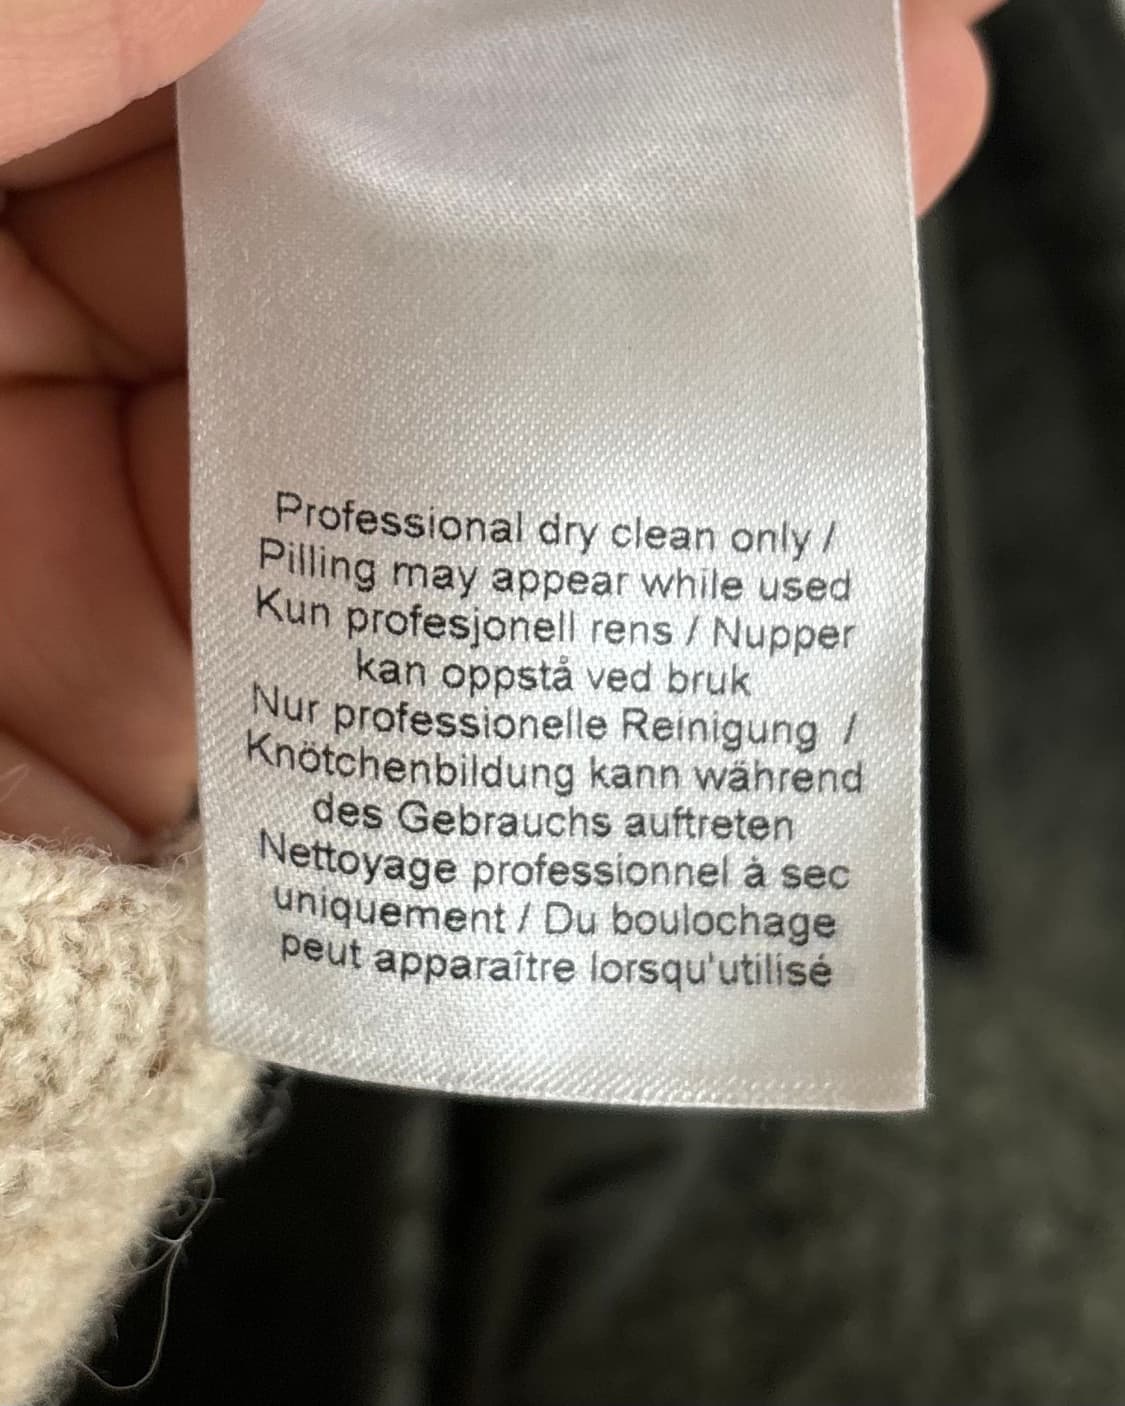 Professional dry clean only /
Pilling may appear while used
Kun profesjonell rens / Nupper
kan oppstå ved bruk
Nur professionelle Reinigung /
Knötchenbildung kann während
des Gebrauchs auftreten
Nettoyage professionnel à sec
uniquement / Du boulochage
peut apparaître lorsqu'utilisé